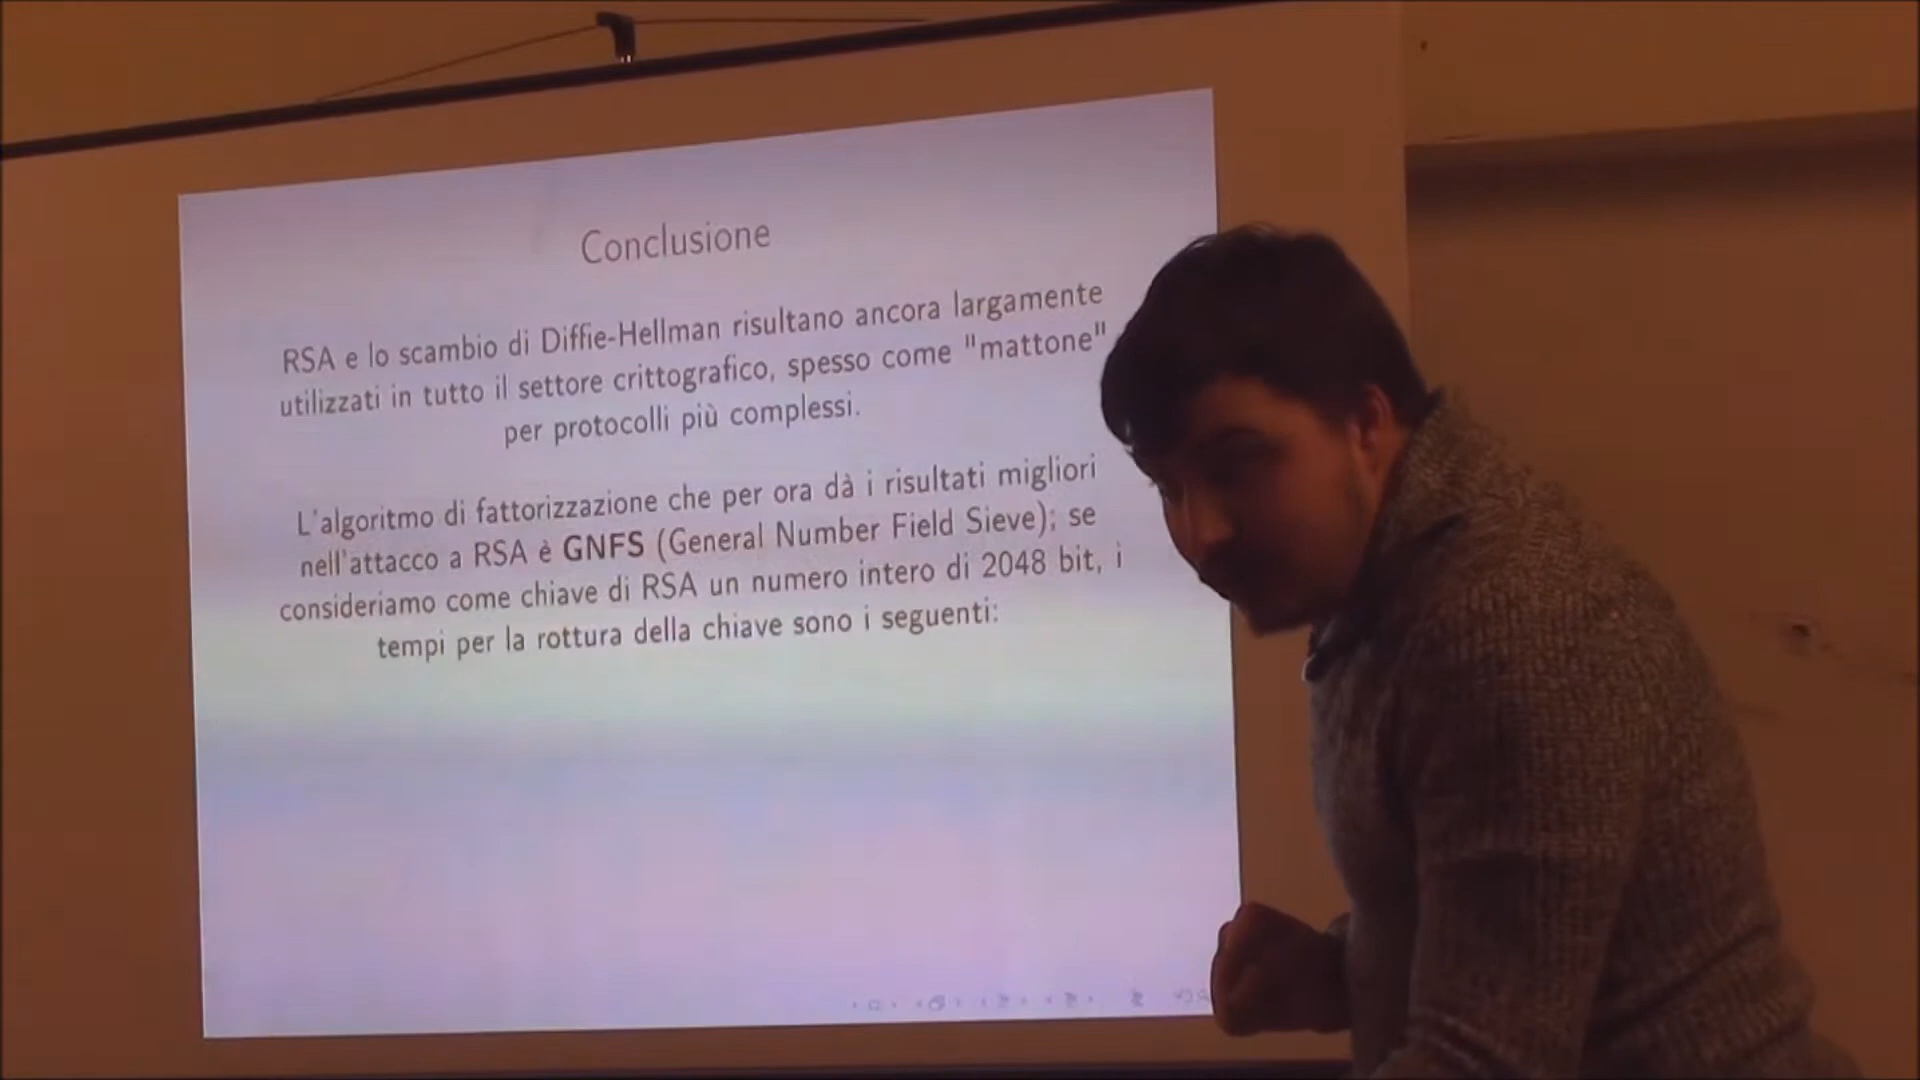 Conclusione
RSA e lo scambio di Diffie-Hellman risultano ancora largamente
utilizzati in tutto il settore crittografico, spesso come "mattone"
per protocolli più complessi.
L'algoritmo di fattorizzazione che per ora dà i risultati migliori
nell'attacco a RSA è GNFS (General Number Field Sieve); se
consideriamo come chiave di RSA un numero intero di 2048 bit, i
tempi per la rottura della chiave sono i seguenti: